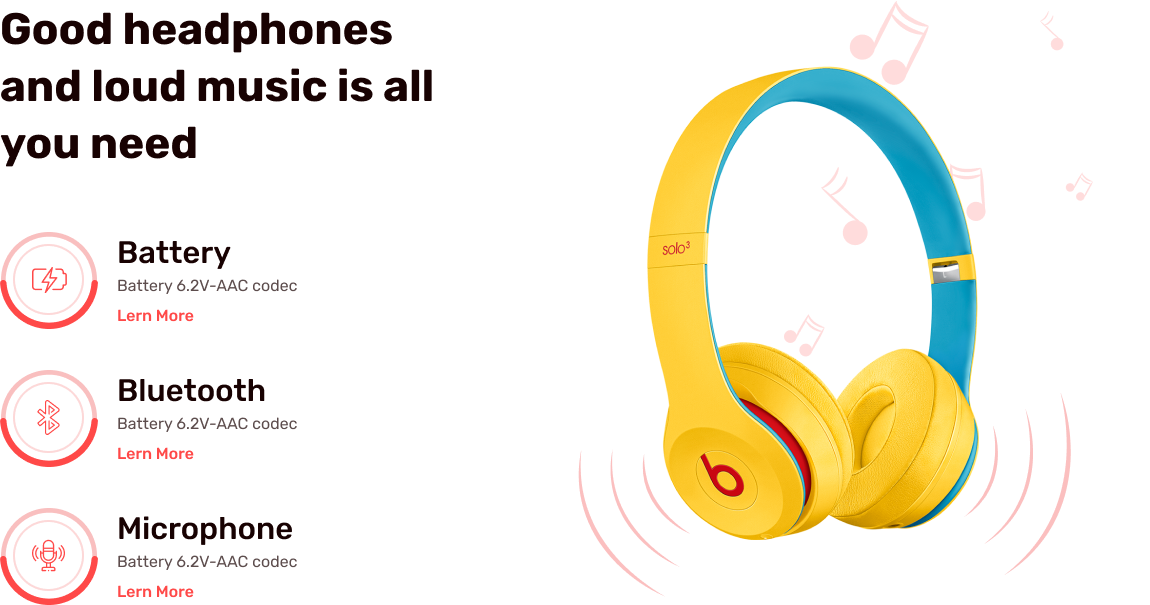 Good headphones
and loud music is all
you need
Battery
Battery 6.2V-AAC codec
Lern More
Bluetooth
Battery 6.2V-AAC codec
Lern More
Microphone
Battery 6.2V-AAC codec
Lern More
solo3
b